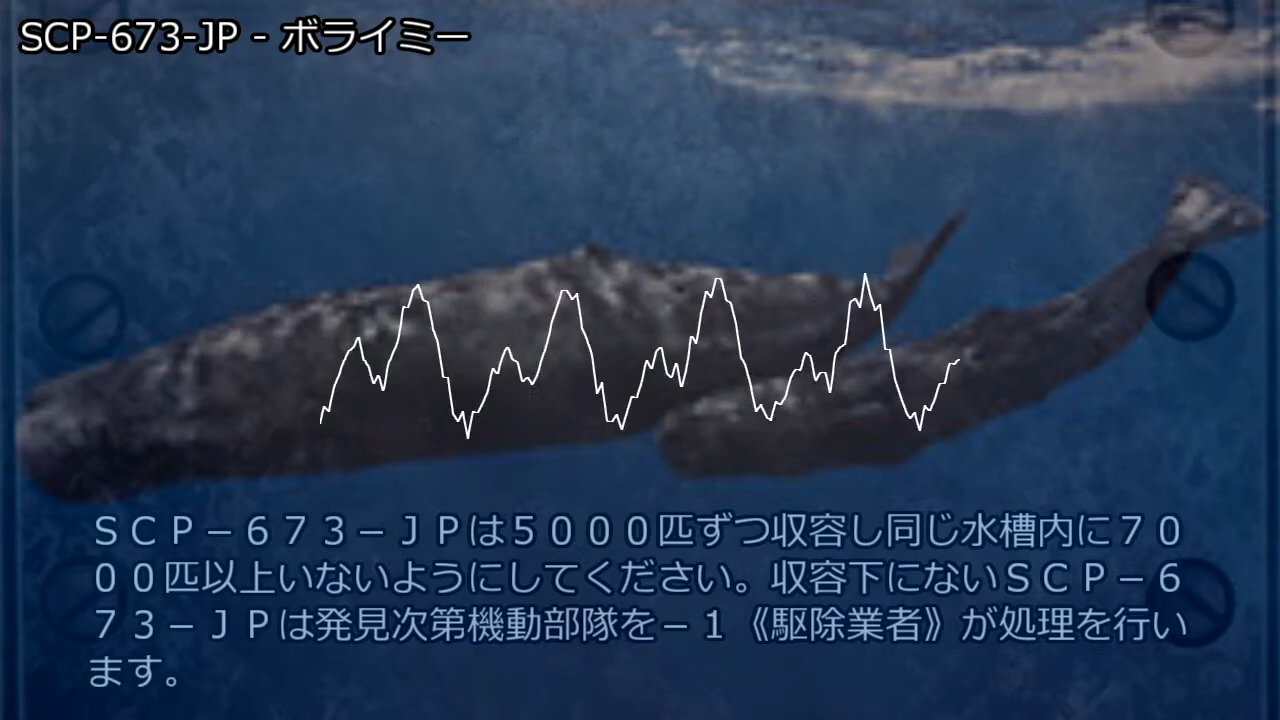 SCP-673-JP - ボライミー
ＳＣＰ－６７３－ＪＰは５０００匹ずつ収容し同じ水槽内に７０
００匹以上いないようにしてください。収容下にないＳＣＰ－６
７３－ＪＰは発見次第機動部隊を－１《駆除業者》が処理を行い
ます。